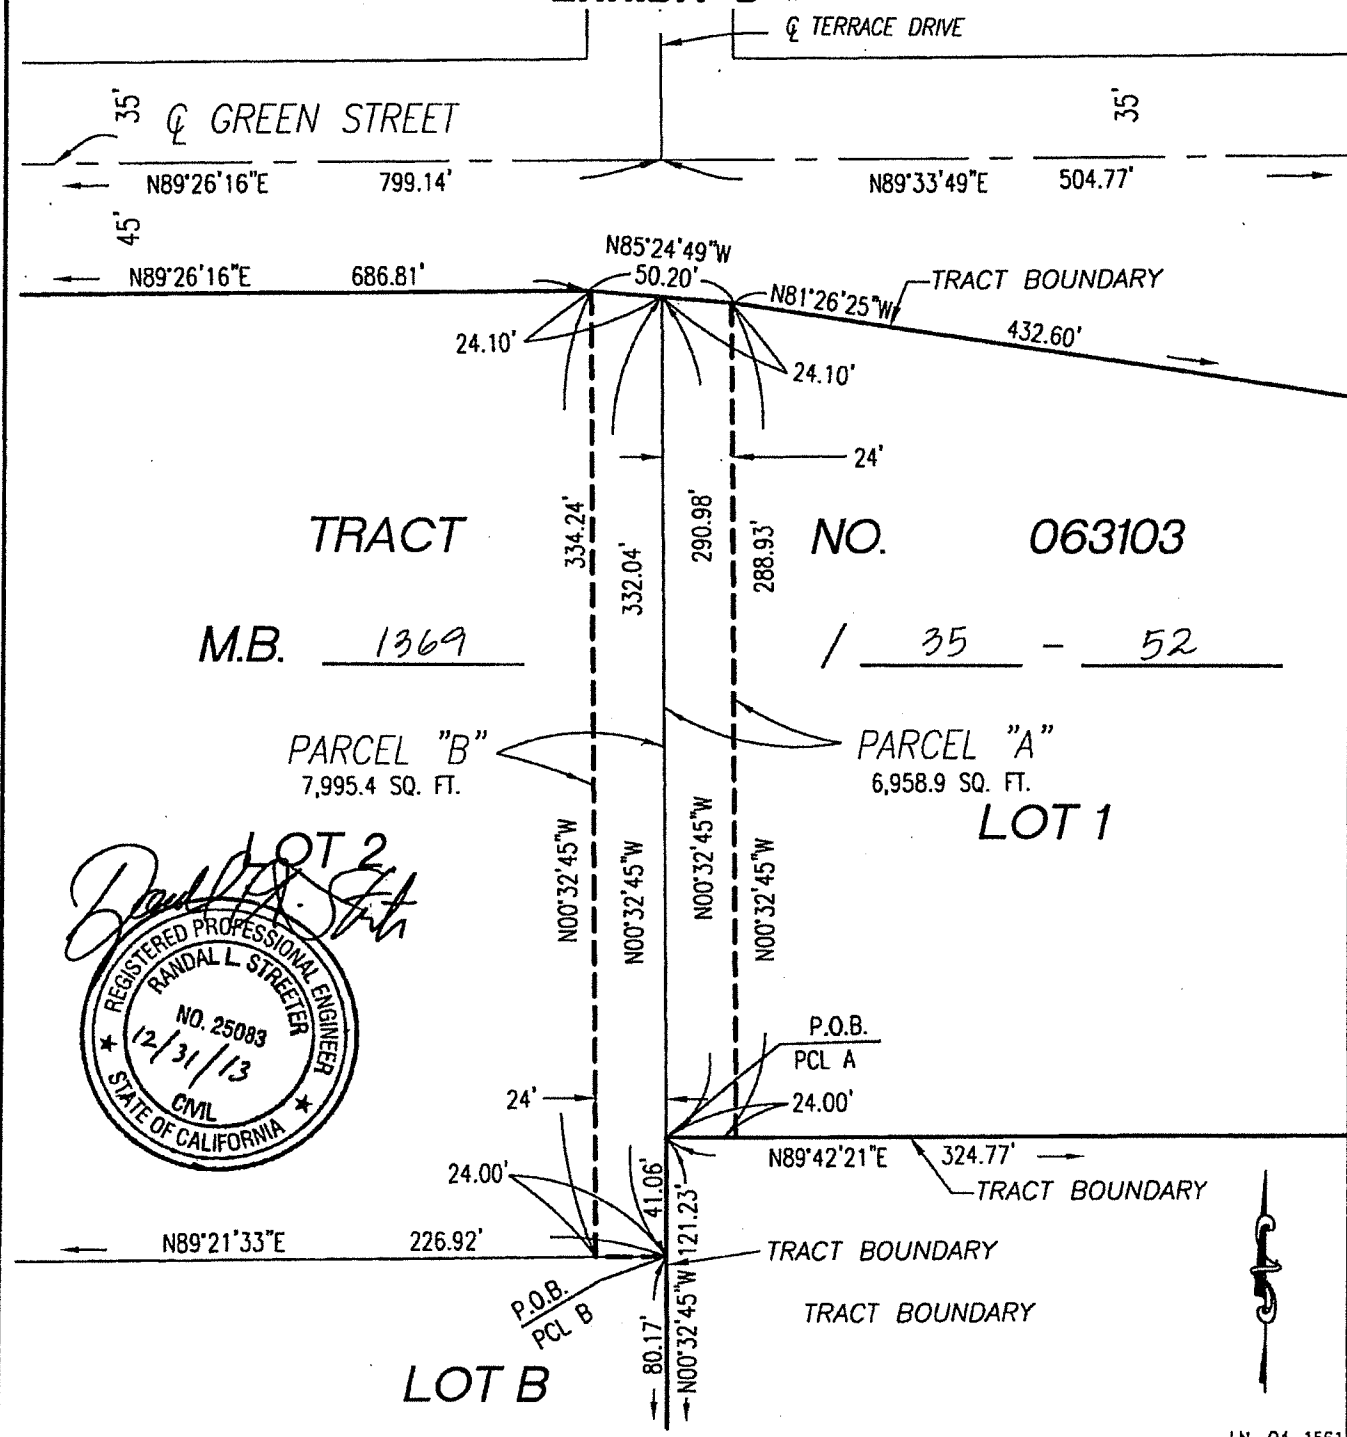 ℄ TERRACE DRIVE
35'
℄ GREEN STREET
35'
N89°26'16"E 799.14'
N89°33'49"E 504.77'
45'
N85°24'49"W
50.20'
N89°26'16"E 686.81'
TRACT BOUNDARY
N81°26'25"W
432.60'
24.10'
24.10'
24'
334.24'
332.04'
290.98'
288.93'
TRACT NO. 063103
M.B. 1369 / 35 - 52
PARCEL "B"
7,995.4 SQ. FT.
PARCEL "A"
6,958.9 SQ. FT.
LOT 1
LOT 2
N00°32'45"W
N00°32'45"W
N00°32'45"W
N00°32'45"W
REGISTERED PROFESSIONAL ENGINEER
RANDAL L. STREETER
NO. 25083
12/31/13
CIVIL
STATE OF CALIFORNIA
P.O.B.
PCL A
24'
24.00'
N89°42'21"E 324.77'
TRACT BOUNDARY
24.00'
41.06'
N00°32'45"W 121.23'
N89°21'33"E 226.92'
TRACT BOUNDARY
P.O.B.
PCL B
TRACT BOUNDARY
80.17'
LOT B